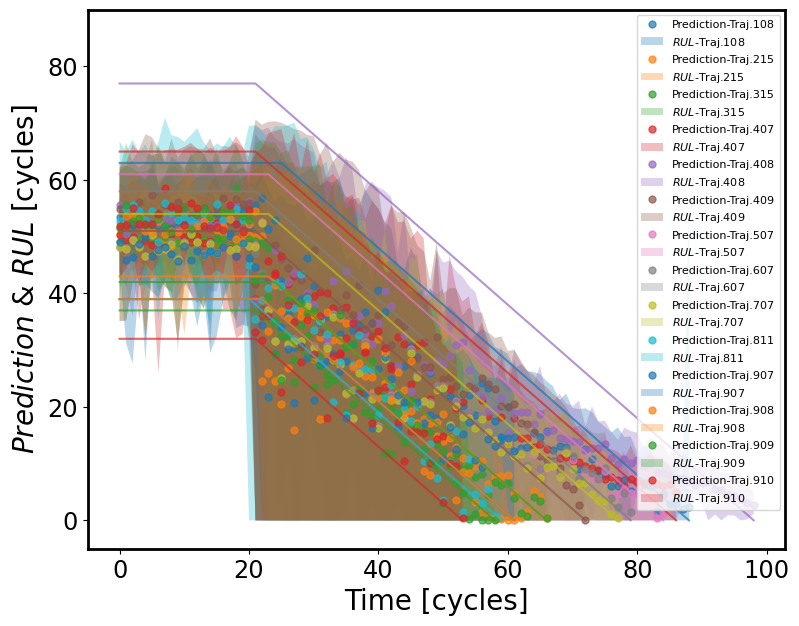 Prediction & RUL [cycles]
80
60
40
20
0
0 20 40 60 80 100
Time [cycles]
Prediction-Traj.108
RUL-Traj.108
Prediction-Traj.215
RUL-Traj.215
Prediction-Traj.315
RUL-Traj.315
Prediction-Traj.407
RUL-Traj.407
Prediction-Traj.408
RUL-Traj.408
Prediction-Traj.409
RUL-Traj.409
Prediction-Traj.507
RUL-Traj.507
Prediction-Traj.607
RUL-Traj.607
Prediction-Traj.707
RUL-Traj.707
Prediction-Traj.811
RUL-Traj.811
Prediction-Traj.907
RUL-Traj.907
Prediction-Traj.908
RUL-Traj.908
Prediction-Traj.909
RUL-Traj.909
Prediction-Traj.910
RUL-Traj.910